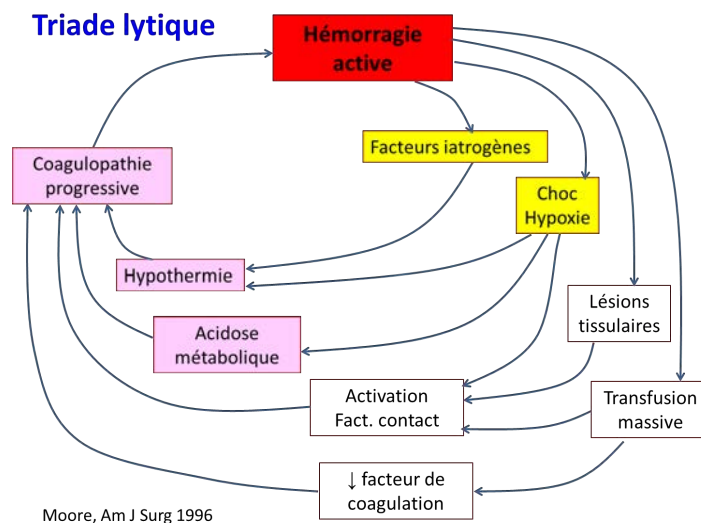 Triade lytique
Hémorragie
active
Facteurs iatrogènes
Coagulopathie
progressive
Choc
Hypoxie
Hypothermie
Lésions
tissulaires
Acidose
métabolique
Activation
Fact. contact
Transfusion
massive
↓ facteur de
coagulation
Moore, Am J Surg 1996